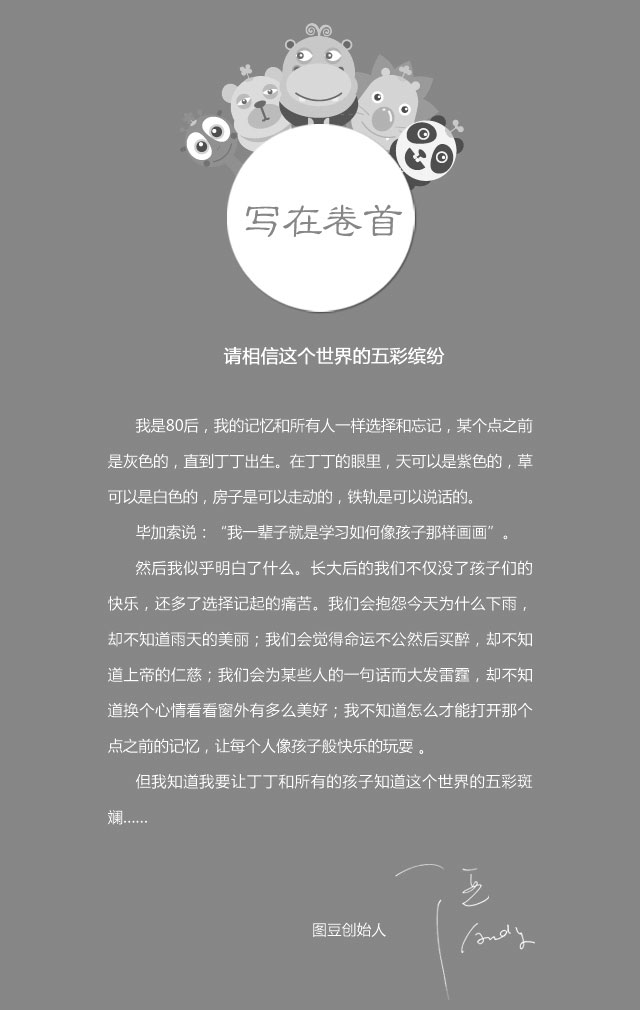 写在卷首
请相信这个世界的五彩缤纷
我是80后，我的记忆和所有人一样选择和忘记，某个点之前
是灰色的，直到丁丁出生。在丁丁的眼里，天可以是紫色的，草
可以是白色的，房子是可以走动的，铁轨是可以说话的。
毕加索说：“我一辈子就是学习如何像孩子那样画画”。
然后我似乎明白了什么。长大后的我们不仅没了孩子们的
快乐，还多了选择记起的痛苦。我们会抱怨今天为什么下雨，
却不知道雨天的美丽；我们会觉得命运不公然后买醉，却不知
道上帝的仁慈；我们会为某些人的一句话而大发雷霆，却不知
道换个心情看看窗外有多么美好；我不知道怎么才能打开那个
点之前的记忆，让每个人像孩子般快乐的玩耍 。
但我知道我要让丁丁和所有的孩子知道这个世界的五彩斑
斓......
图豆创始人
Andy